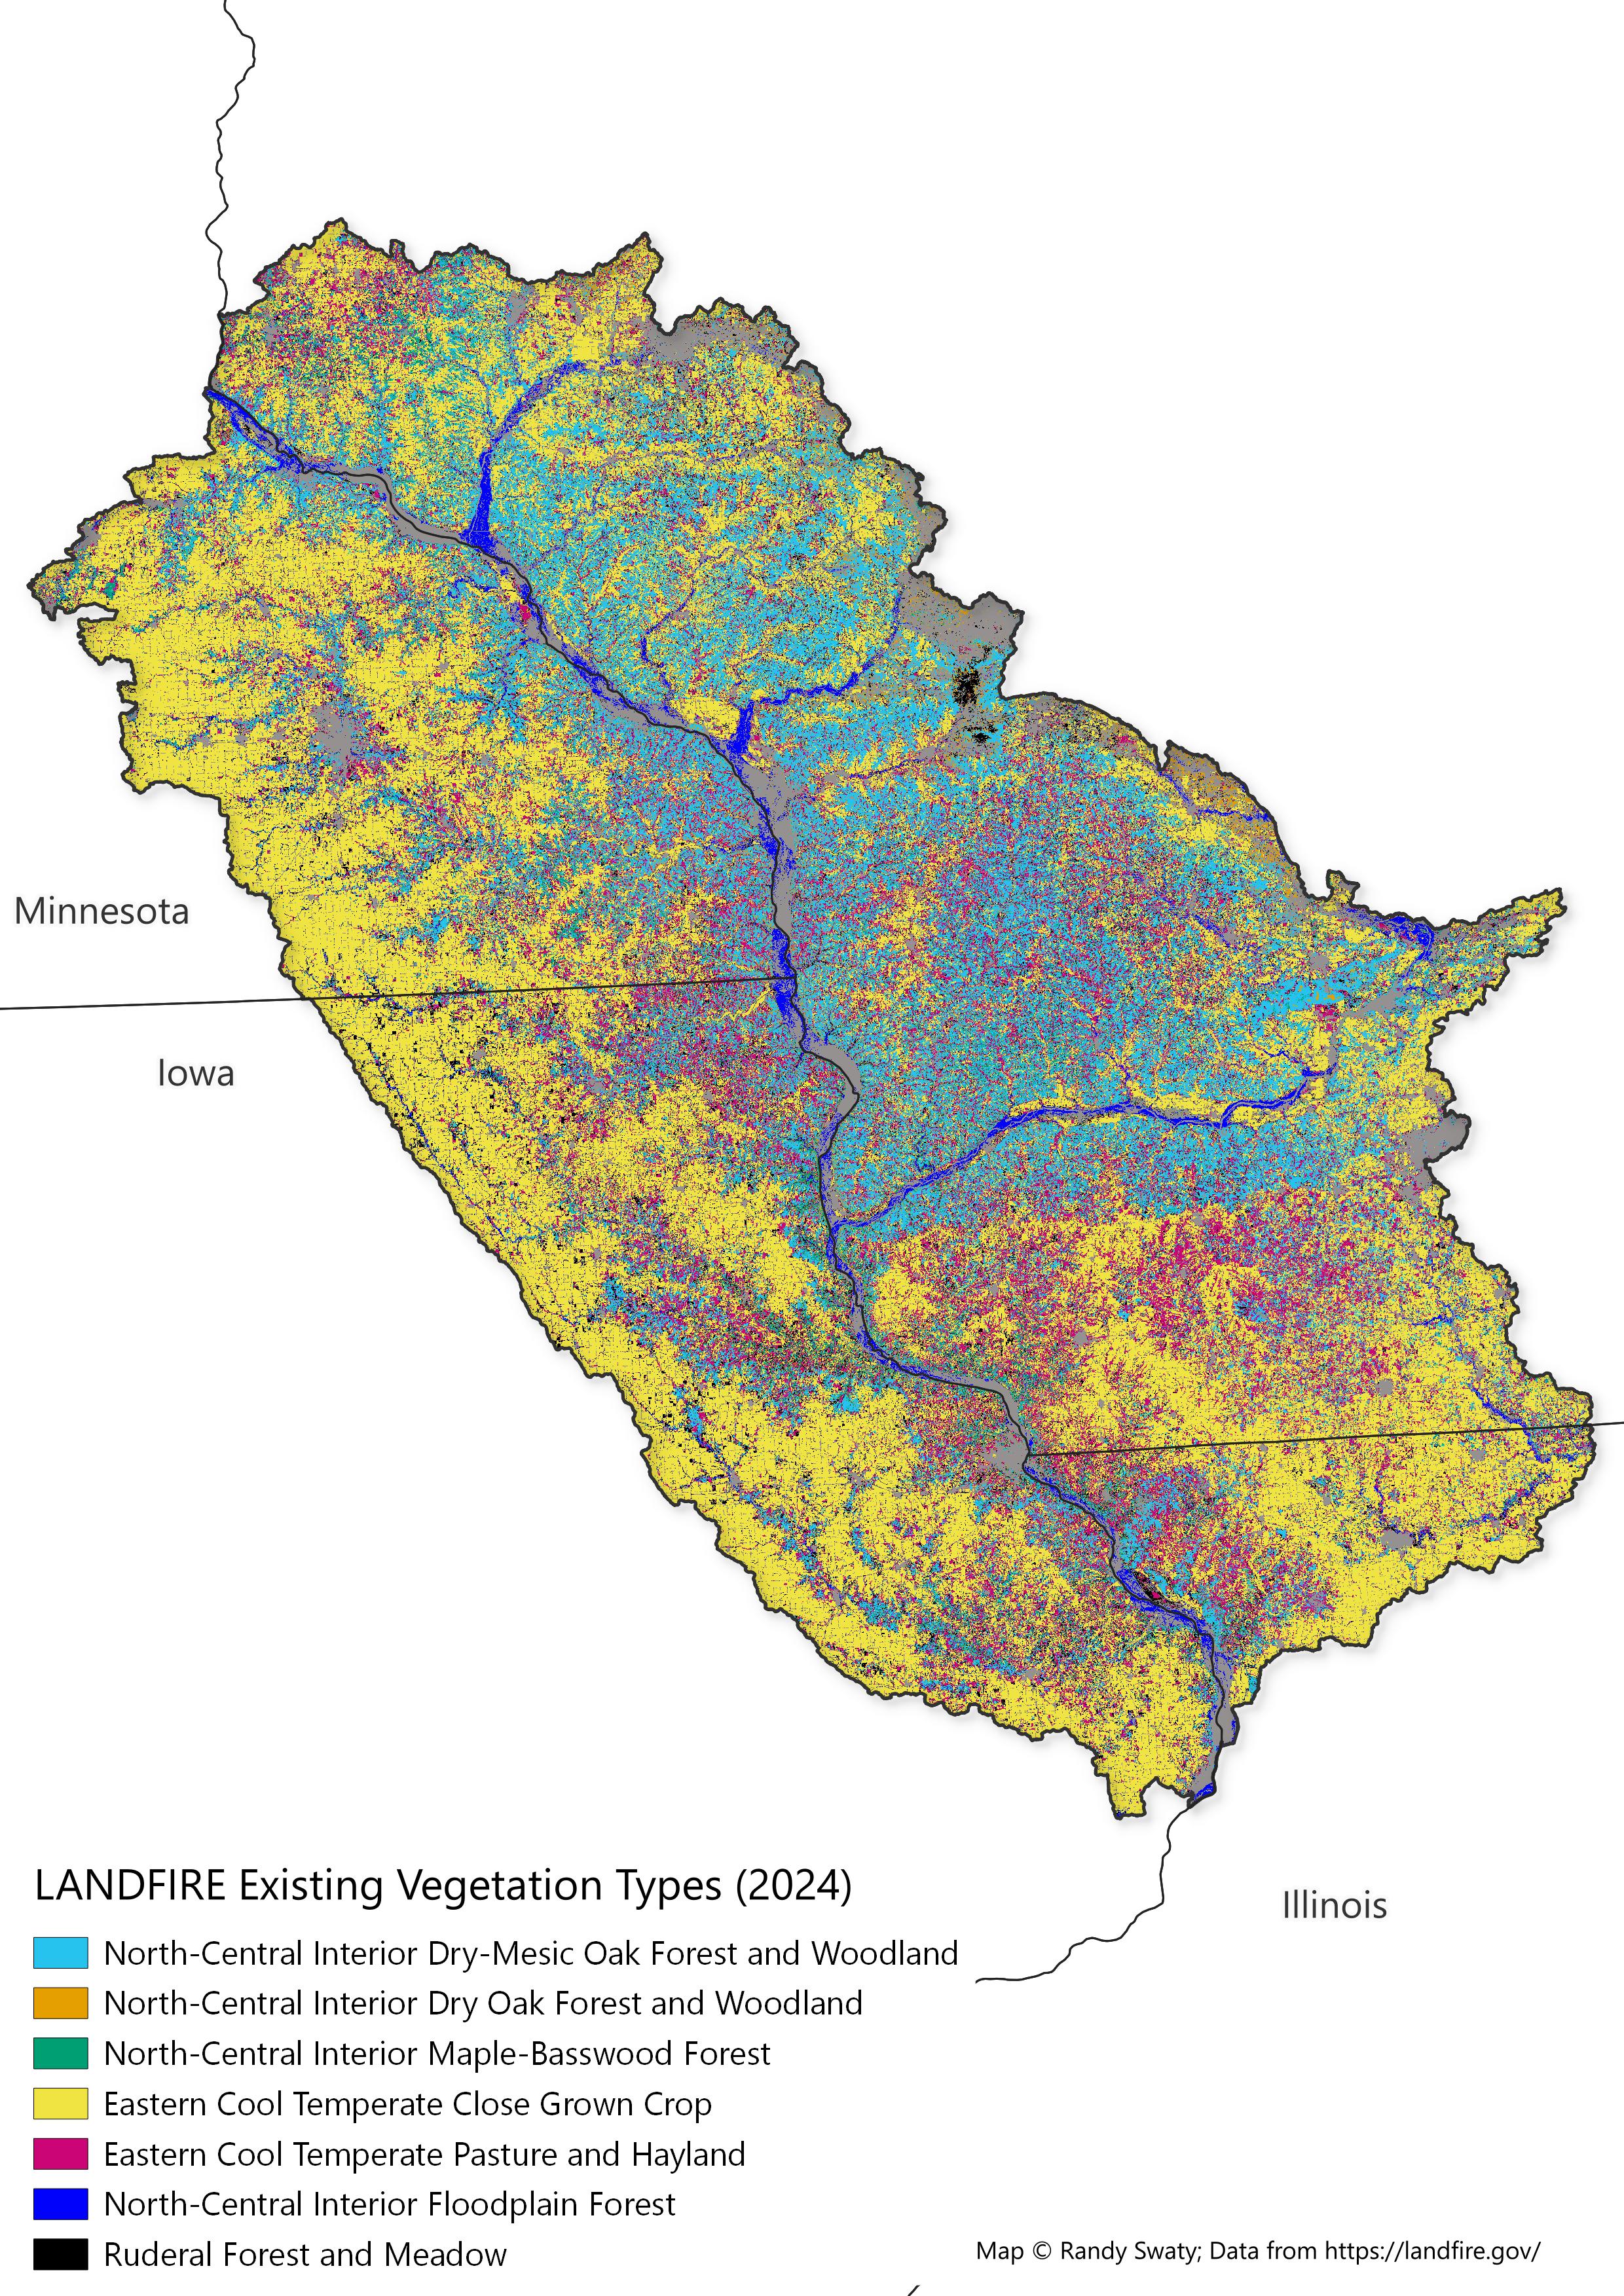 Minnesota
Iowa
Illinois
LANDFIRE Existing Vegetation Types (2024)
North-Central Interior Dry-Mesic Oak Forest and Woodland
North-Central Interior Dry Oak Forest and Woodland
North-Central Interior Maple-Basswood Forest
Eastern Cool Temperate Close Grown Crop
Eastern Cool Temperate Pasture and Hayland
North-Central Interior Floodplain Forest
Ruderal Forest and Meadow
Map © Randy Swaty; Data from https://landfire.gov/